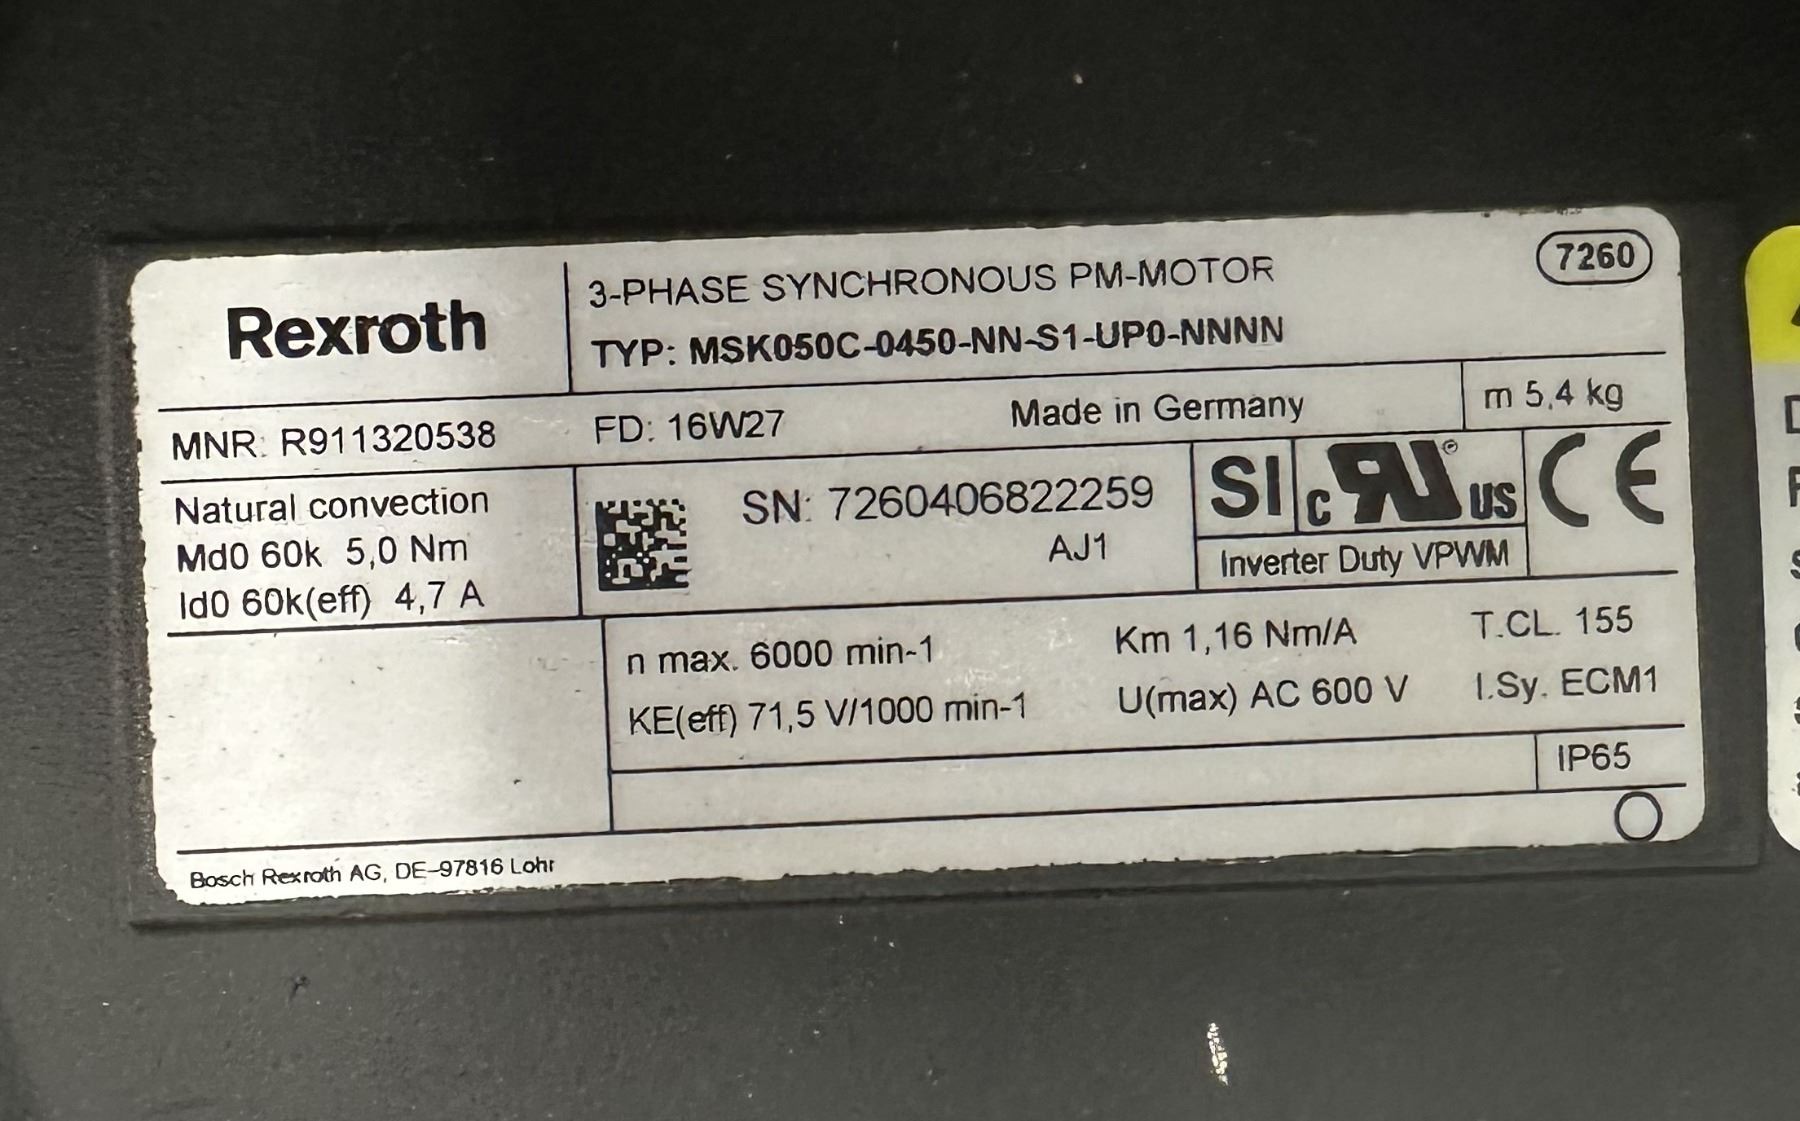 Rexroth
3-PHASE SYNCHRONOUS PM-MOTOR
7260
TYP: MSK050C-0450-NN-S1-UP0-NNNN
MNR: R911320538
FD: 16W27
Made in Germany
m 5,4 kg
Natural convection
Md0 60k 5,0 Nm
Id0 60k(eff) 4,7 A
SN: 7260406822259
AJ1
SI
c RU ® US
CE
Inverter Duty VPWM
n max. 6000 min-1
Km 1,16 Nm/A
T.CL. 155
KE(eff) 71,5 V/1000 min-1
U(max) AC 600 V
I.Sy. ECM1
IP65
Bosch Rexroth AG, DE-97816 Lohr